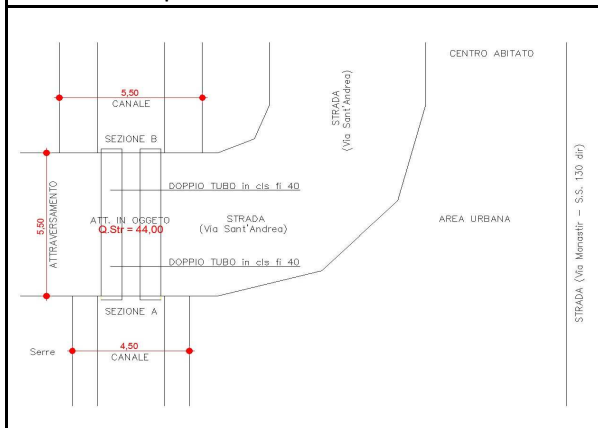 CENTRO ABITATO
5,50
CANALE
STRADA
(Via Sant'Andrea)
SEZIONE B
STRADA (Via Monastir - S.S. 130 dir)
DOPPIO TUBO in cls fi 40
5,50
ATTRAVERSAMENTO
ATT. IN OGGETO
Q.Str = 44,00
STRADA
(Via Sant'Andrea)
AREA URBANA
DOPPIO TUBO in cls fi 40
SEZIONE A
Serre
4,50
CANALE